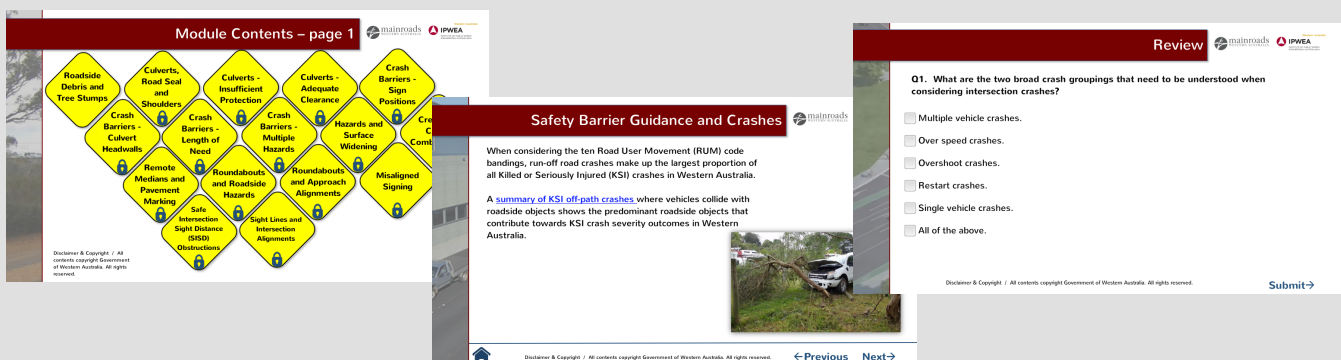 Module Contents – page 1
mainroads
WESTERN AUSTRALIA
IPWEA
Roadside
Debris and
Tree Stumps
Culverts,
Road Seal
and
Shoulders
Culverts -
Insufficient
Protection
Culverts -
Adequate
Clearance
Crash
Barriers -
Sign
Positions
Crash
Barriers -
Culvert
Headwalls
Crash
Barriers -
Length of
Need
Crash
Barriers -
Multiple
Hazards
Hazards and
Surface
Widening
Cre
C
Comb
Remote
Medians and
Pavement
Marking
Roundabouts
and Roadside
Hazards
Roundabouts
and Approach
Alignments
Misaligned
Signing
Safe
Intersection
Sight Distance
(SISD)
Obstructions
Sight Lines and
Intersection
Alignments
Disclaimer & Copyright / All
contents copyright Government
of Western Australia. All rights
reserved.
Safety Barrier Guidance and Crashes
mainroads
WESTERN AUSTRALIA
When considering the ten Road User Movement (RUM) code
bandings, run-off road crashes make up the largest proportion of
all Killed or Seriously Injured (KSI) crashes in Western Australia.
A summary of KSI off-path crashes where vehicles collide with
roadside objects shows the predominant roadside objects that
contribute towards KSI crash severity outcomes in Western
Australia.
Disclaimer & Copyright / All contents copyright Government of Western Australia. All rights reserved.
←Previous Next→
Review
mainroads
WESTERN AUSTRALIA
IPWEA
Q1. What are the two broad crash groupings that need to be understood when
considering intersection crashes?
Multiple vehicle crashes.
Over speed crashes.
Overshoot crashes.
Restart crashes.
Single vehicle crashes.
All of the above.
Disclaimer & Copyright / All contents copyright Government of Western Australia. All rights reserved.
Submit→